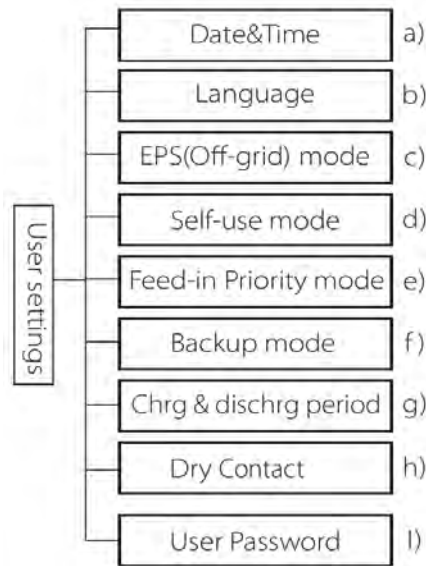 Date&Time a)
Language b)
EPS(Off-grid) mode c)
Self-use mode d)
User settings
Feed-in Priority mode e)
Backup mode f)
Chrg & dischrg period g)
Dry Contact h)
User Password I)